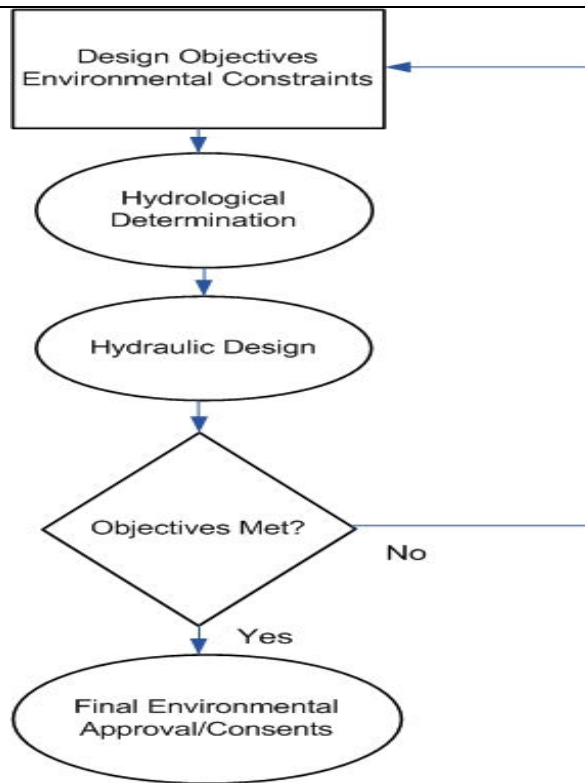 Design Objectives
Environmental Constraints
Hydrological
Determination
Hydraulic Design
Objectives Met?
No
Yes
Final Environmental
Approval/Consents